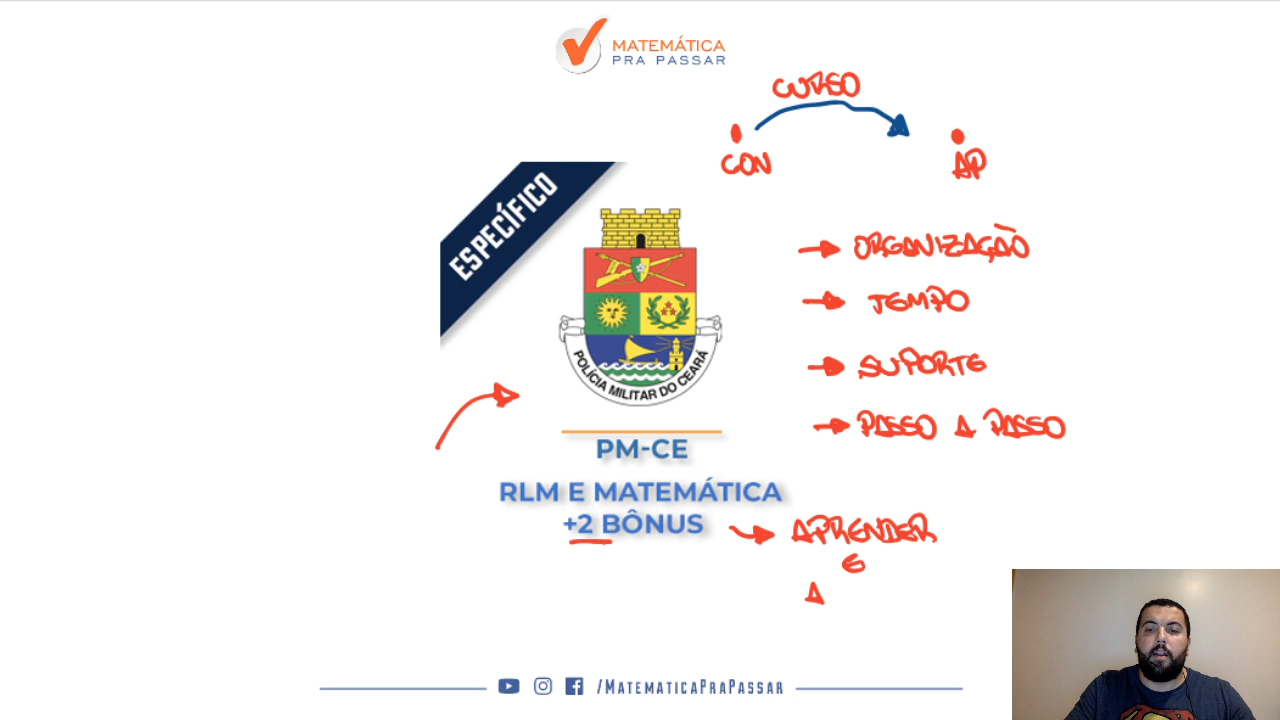 MATEMÁTICA
PRA PASSAR
CURSO
CON
AP
ESPECÍFICO
ORGANIZAÇÃO
TEMPO
SUPORTE
POLÍCIA MILITAR DO CEARÁ
PASSO A PASSO
PM-CE
RLM E MATEMÁTICA
+2 BÔNUS
APRENDER
E
A
/MATEMATICAPRAPASSAR